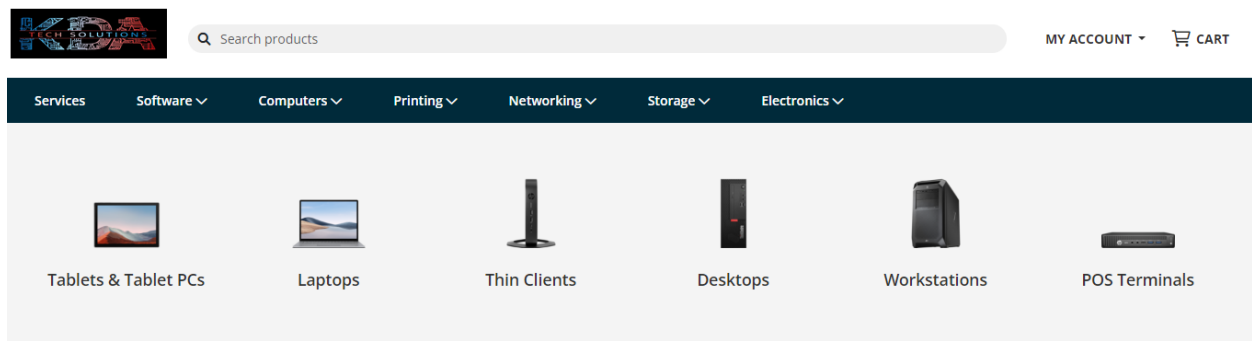 KDA
TECH SOLUTIONS
Search products
MY ACCOUNT
CART
Services Software Computers Printing Networking Storage Electronics
Tablets & Tablet PCs Laptops Thin Clients Desktops Workstations POS Terminals